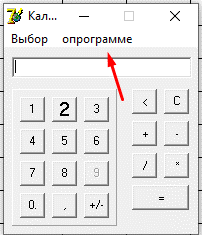 Кал...
Выбор опрограмме
1 2 3 < C
4 5 6 + -
7 8 9 / *
0. , +/- =